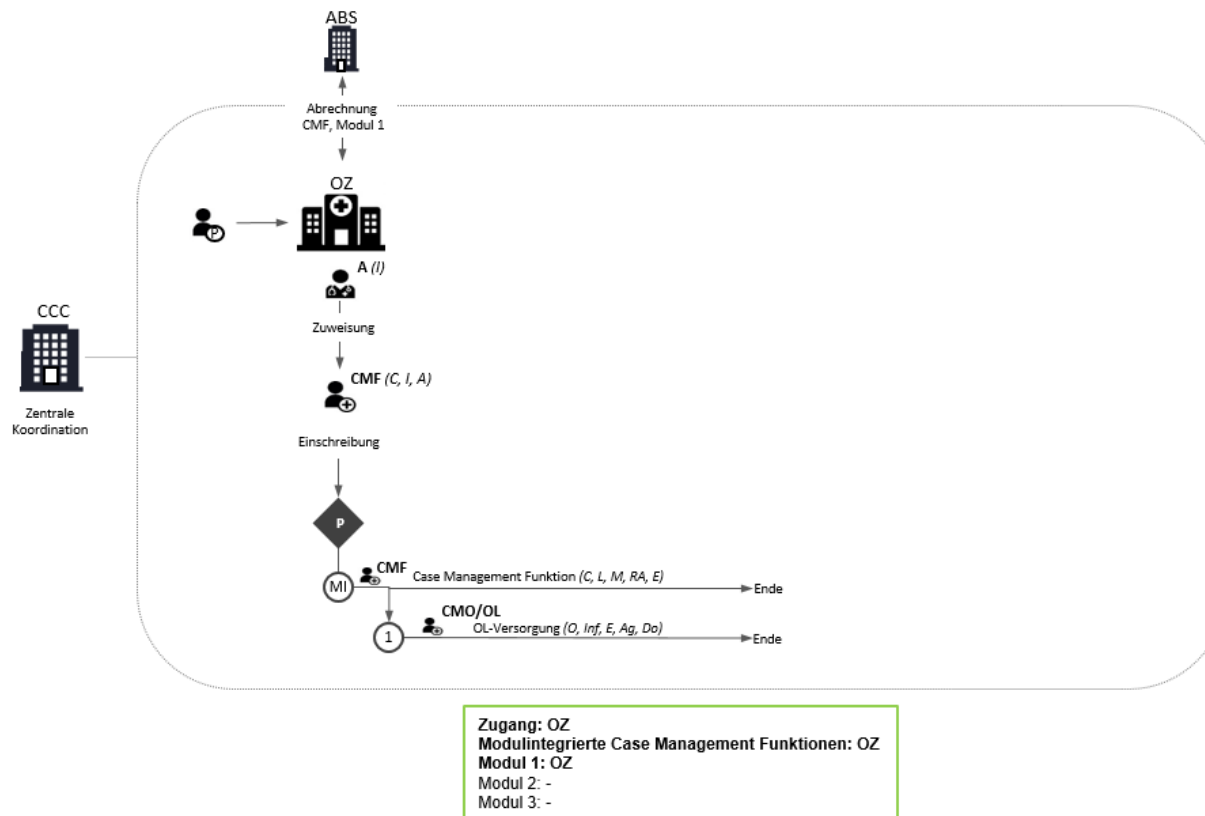 ABS
Abrechnung
CMF, Modul 1
OZ
P
A (I)
Zuweisung
CCC
CMF (C, I, A)
Zentrale
Koordination
Einschreibung
P
CMF
MI
Case Management Funktion (C, L, M, RA, E)
Ende
CMO/OL
1
OL-Versorgung (O, Inf, E, Ag, Do)
Ende
Zugang: OZ
Modulintegrierte Case Management Funktionen: OZ
Modul 1: OZ
Modul 2: -
Modul 3: -